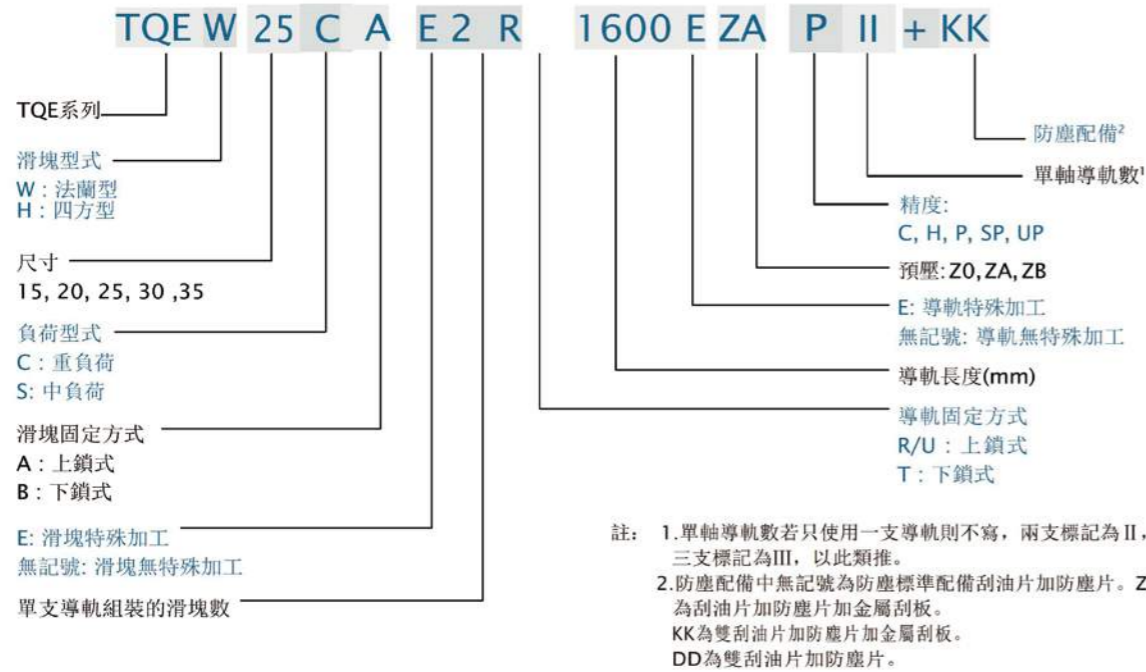 TQE W 25 C A E 2 R 1600 E ZA P II + KK
TQE系列
滑塊型式
W : 法蘭型
H : 四方型
尺寸
15, 20, 25, 30 ,35
負荷型式
C : 重負荷
S: 中負荷
滑塊固定方式
A : 上鎖式
B : 下鎖式
E: 滑塊特殊加工
無記號: 滑塊無特殊加工
單支導軌組裝的滑塊數
防塵配備²
單軸導軌數¹
精度:
C, H, P, SP, UP
預壓: Z0, ZA, ZB
E: 導軌特殊加工
無記號: 導軌無特殊加工
導軌長度(mm)
導軌固定方式
R/U : 上鎖式
T : 下鎖式
註: 1.單軸導軌數若只使用一支導軌則不寫，兩支標記為II，
三支標記為III，以此類推。
2.防塵配備中無記號為防塵標準配備刮油片加防塵片。Z
為刮油片加防塵片加金屬刮板。
KK為雙刮油片加防塵片加金屬刮板。
DD為雙刮油片加防塵片。